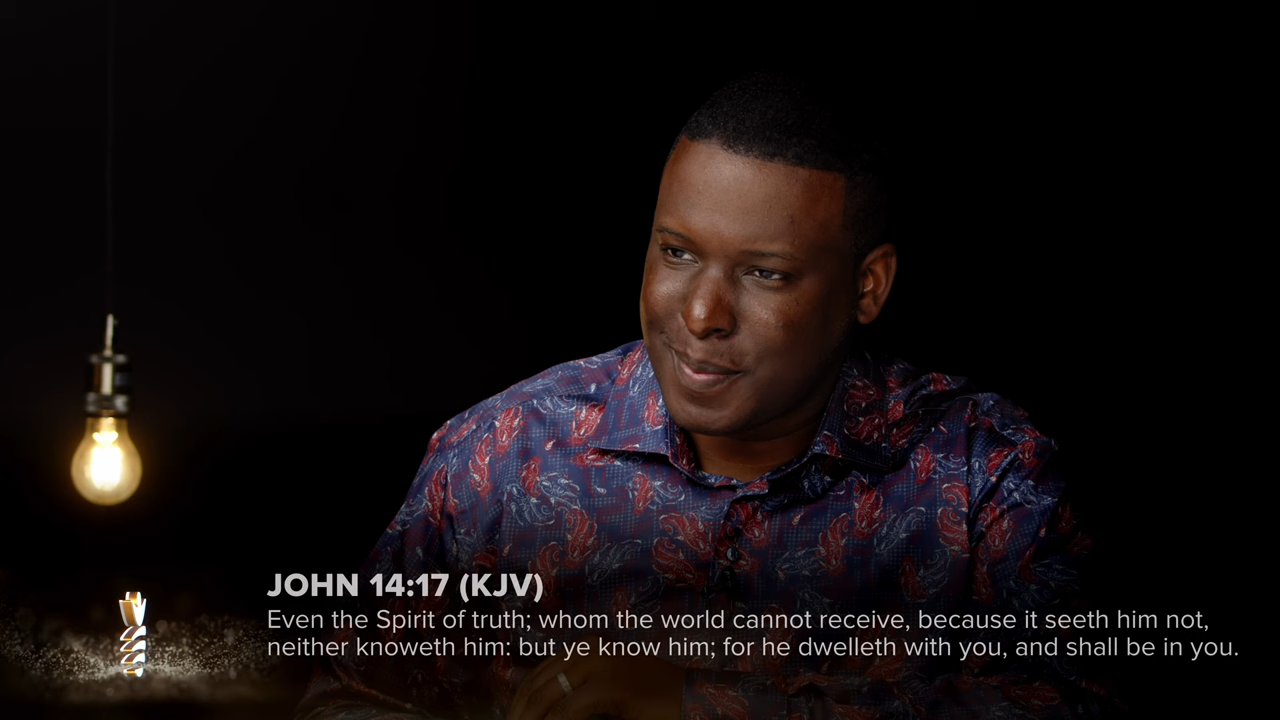 JOHN 14:17 (KJV)
Even the Spirit of truth; whom the world cannot receive, because it seeth him not,
neither knoweth him: but ye know him; for he dwelleth with you, and shall be in you.